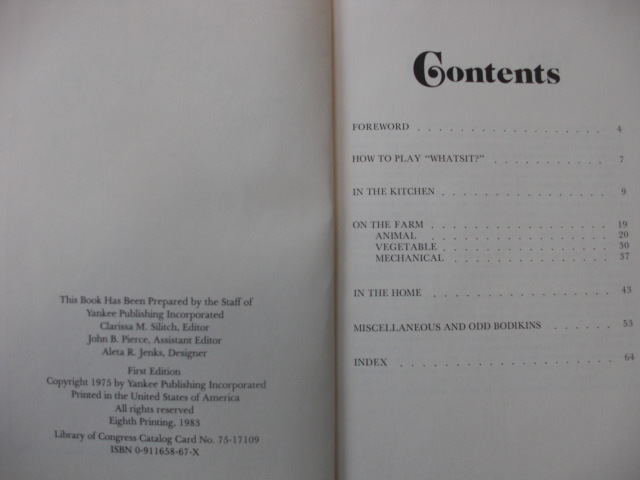 This Book Has Been Prepared by the Staff of
Yankee Publishing Incorporated
Clarissa M. Silitch, Editor
John B. Pierce, Assistant Editor
Aleta R. Jenks, Designer
First Edition
Copyright 1975 by Yankee Publishing Incorporated
Printed in the United States of America
All rights reserved
Eighth Printing, 1983
Library of Congress Catalog Card No. 75-17109
ISBN 0-911658-67-X
Contents
FOREWORD . . . . . . . . . . . . . . . . . . 4
HOW TO PLAY "WHATSIT?" . . . . . . . . . . . 7
IN THE KITCHEN . . . . . . . . . . . . . . . 9
ON THE FARM . . . . . . . . . . . . . . . . 19
ANIMAL . . . . . . . . . . . . . . . . 20
VEGETABLE . . . . . . . . . . . . . . . 30
MECHANICAL . . . . . . . . . . . . . . 37
IN THE HOME . . . . . . . . . . . . . . . . 43
MISCELLANEOUS AND ODD BODIKINS . . . . . . 53
INDEX . . . . . . . . . . . . . . . . . . 64